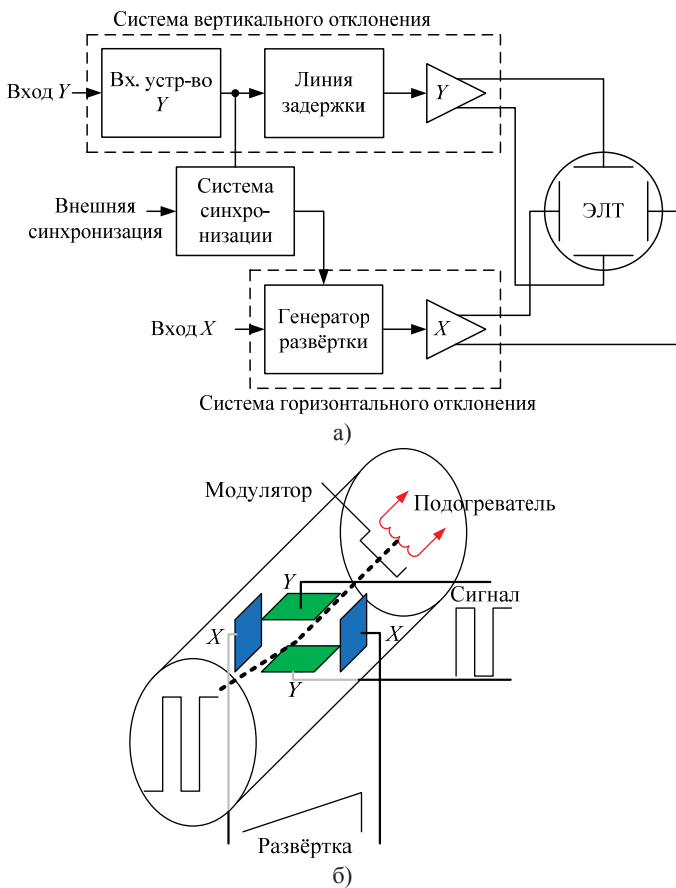 Система вертикального отклонения
Вход Y
Вх. устр-во
Y
Линия
задержки
Y
Внешняя
синхронизация
Система
синхро-
низации
ЭЛТ
Вход X
Генератор
развёртки
X
Система горизонтального отклонения
а)
Модулятор
Подогреватель
Y
Сигнал
X
X
Y
Развёртка
б)